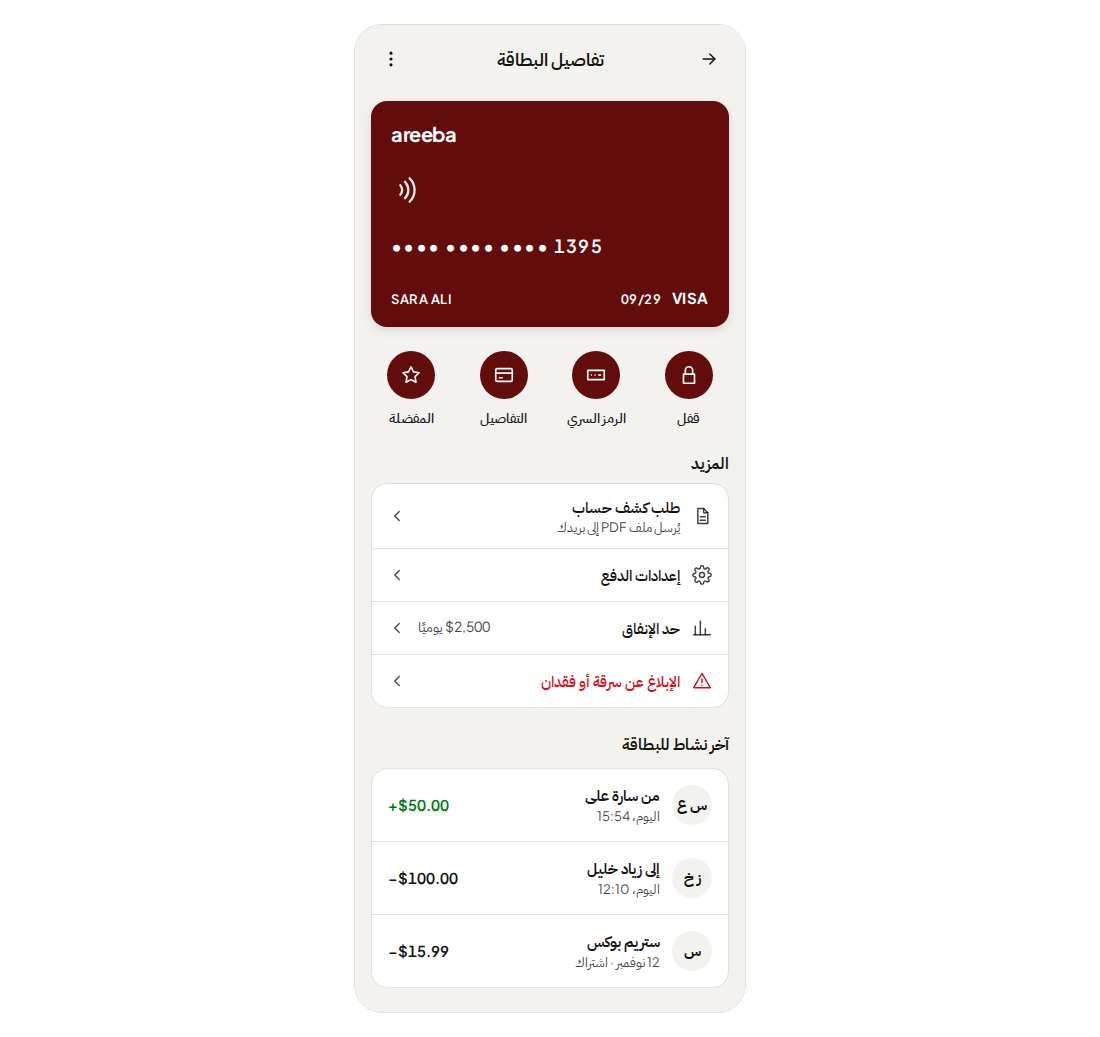 تفاصيل البطاقة
areeba
•••• •••• •••• 1395
SARA ALI 09/29 VISA
قفل
الرمز السري
التفاصيل
المفضلة
المزيد
طلب كشف حساب
يُرسل ملف PDF إلى بريدك
إعدادات الدفع
حد الإنفاق
$2,500 يوميًا
الإبلاغ عن سرقة أو فقدان
آخر نشاط للبطاقة
س ع
من سارة على
اليوم، 15:54
+$50.00
ز خ
إلى زياد خليل
اليوم، 12:10
−$100.00
س
ستريم بوكس
12 نوفمبر · اشتراك
−$15.99